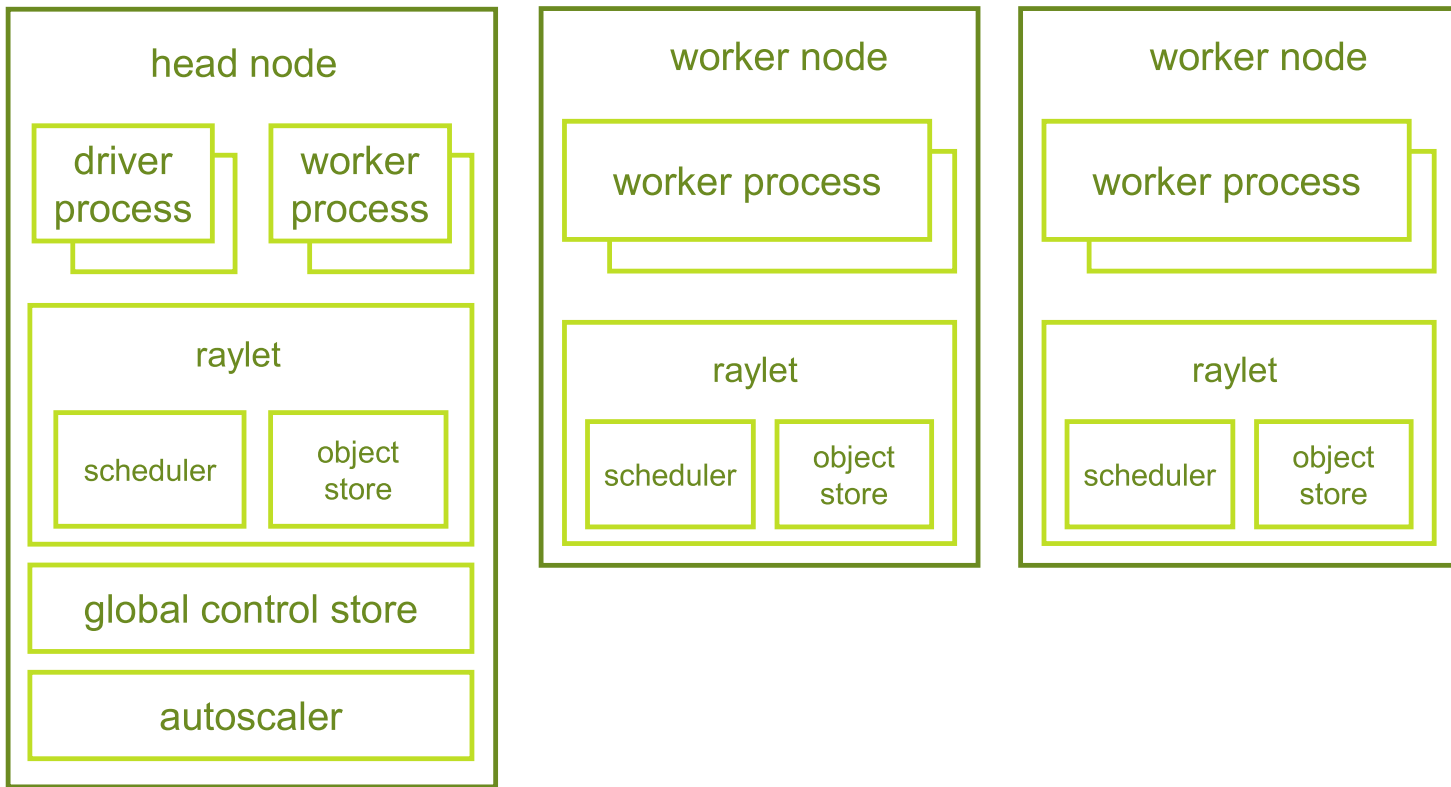 head node
driver
process
worker
process
raylet
scheduler
object
store
global control store
autoscaler
worker node
worker process
raylet
scheduler
object
store
worker node
worker process
raylet
scheduler
object
store